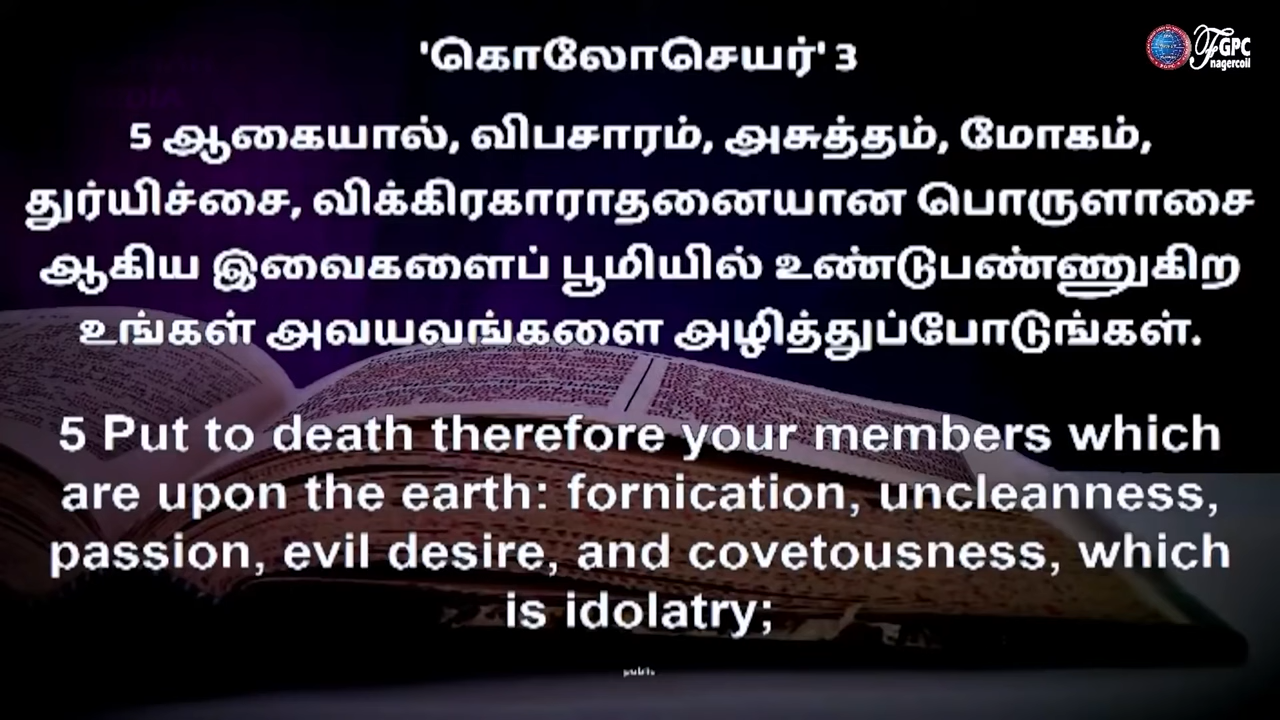 'கொலோசெயர்' 3
FGPC
nagercoil
5 ஆகையால், விபசாரம், அசுத்தம், மோகம்,
துர்யிச்சை, விக்கிரகாராதனையான பொருளாசை
ஆகிய இவைகளைப் பூமியில் உண்டுபண்ணுகிற
உங்கள் அவயவங்களை அழித்துப்போடுங்கள்.
5 Put to death therefore your members which
are upon the earth: fornication, uncleanness,
passion, evil desire, and covetousness, which
is idolatry;